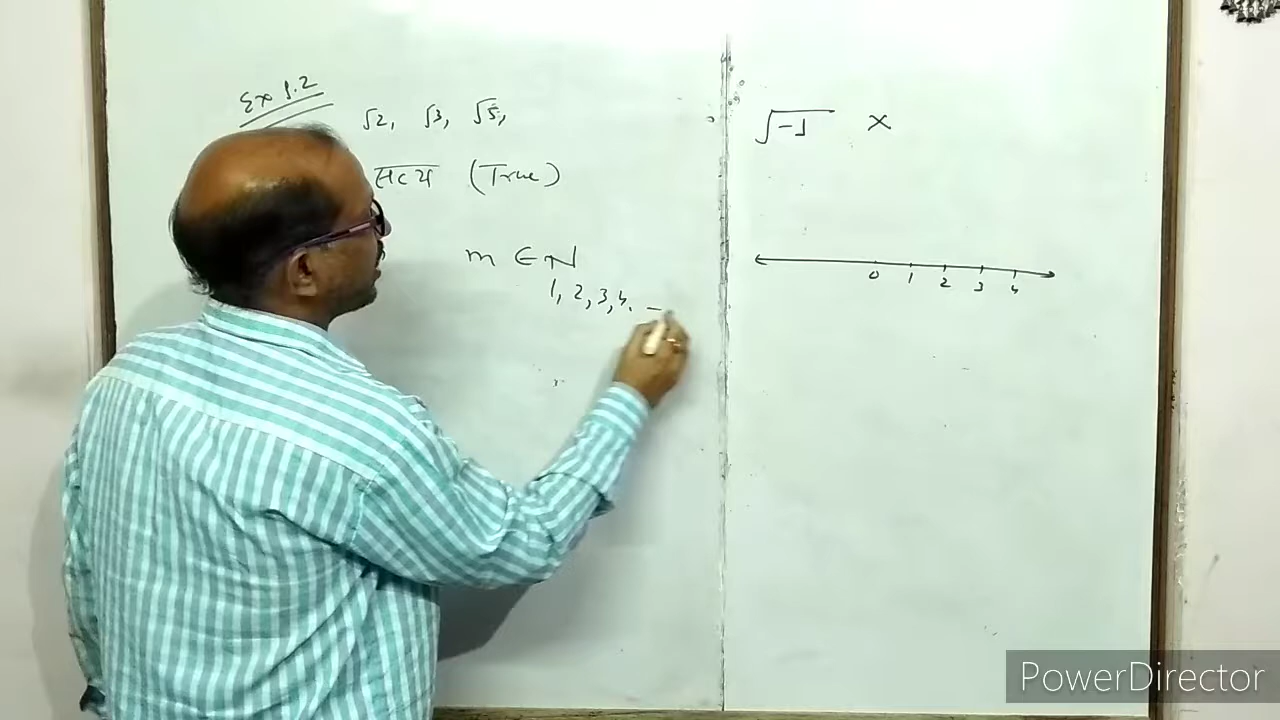 Ex 1.2
√2, √3, √5,
सत्य (True)
m ∈ N
1, 2, 3, 4, —
√-1 ×
0 1 2 3 4
PowerDirector